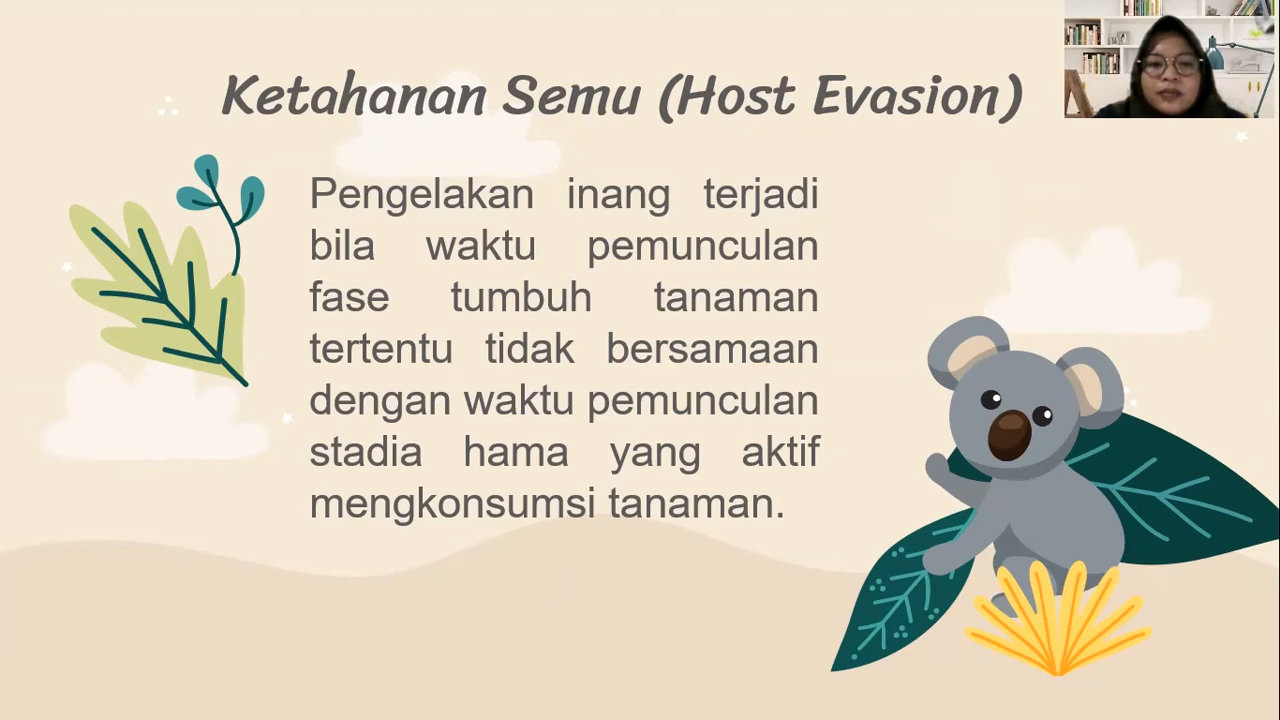 Ketahanan Semu (Host Evasion)
Pengelakan inang terjadi
bila waktu pemunculan
fase tumbuh tanaman
tertentu tidak bersamaan
dengan waktu pemunculan
stadia hama yang aktif
mengkonsumsi tanaman.